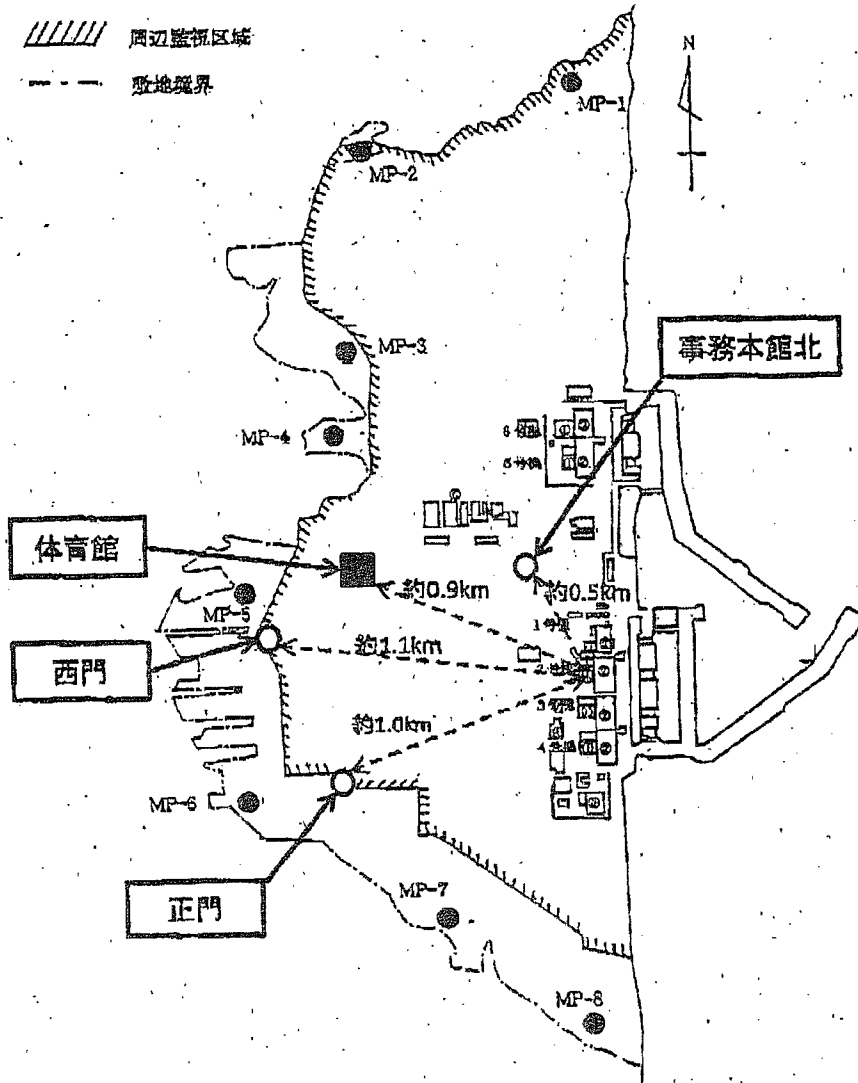 周辺監視区域
敷地境界
N
MP-1
MP-2
MP-3
事務本館北
MP-4
6号機
5号機
体育館
約0.9km
約0.5km
MP-5
1号機
西門
約1.1km
2号機
3号機
約1.0km
4号機
MP-6
正門
MP-7
MP-8